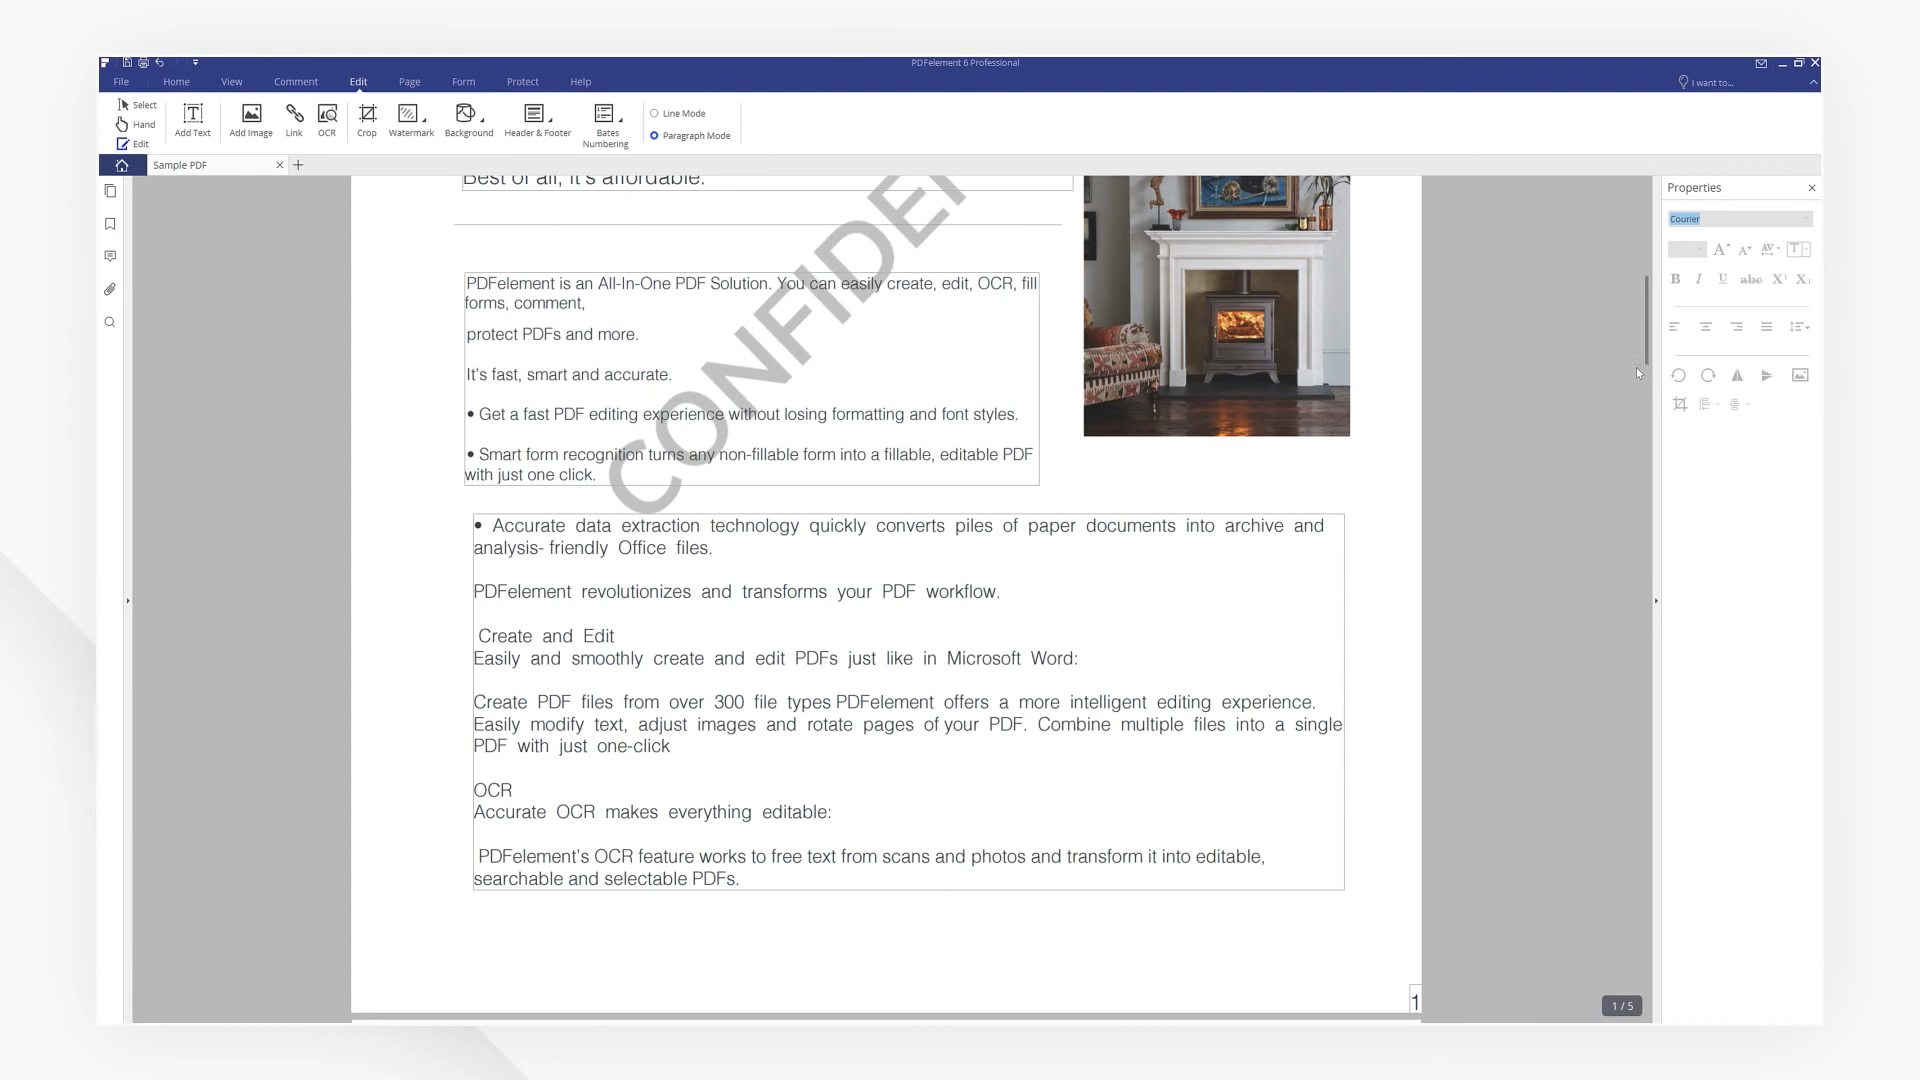 PDFelement 6 Professional
File Home View Comment Edit Page Form Protect Help I want to...
Select
Hand
Edit
Add Text
Add Image
Link
OCR
Crop
Watermark
Background
Header & Footer
Bates
Numbering
Line Mode
Paragraph Mode
Sample PDF
Best of all, it's affordable.
CONFIDEN
PDFelement is an All-In-One PDF Solution. You can easily create, edit, OCR, fill
forms, comment,
protect PDFs and more.
It's fast, smart and accurate.
• Get a fast PDF editing experience without losing formatting and font styles.
• Smart form recognition turns any non-fillable form into a fillable, editable PDF
with just one click.
• Accurate data extraction technology quickly converts piles of paper documents into archive and
analysis- friendly Office files.
PDFelement revolutionizes and transforms your PDF workflow.
Create and Edit
Easily and smoothly create and edit PDFs just like in Microsoft Word:
Create PDF files from over 300 file types PDFelement offers a more intelligent editing experience.
Easily modify text, adjust images and rotate pages of your PDF. Combine multiple files into a single
PDF with just one-click
OCR
Accurate OCR makes everything editable:
PDFelement's OCR feature works to free text from scans and photos and transform it into editable,
searchable and selectable PDFs.
1
1 / 5
Properties
Courier